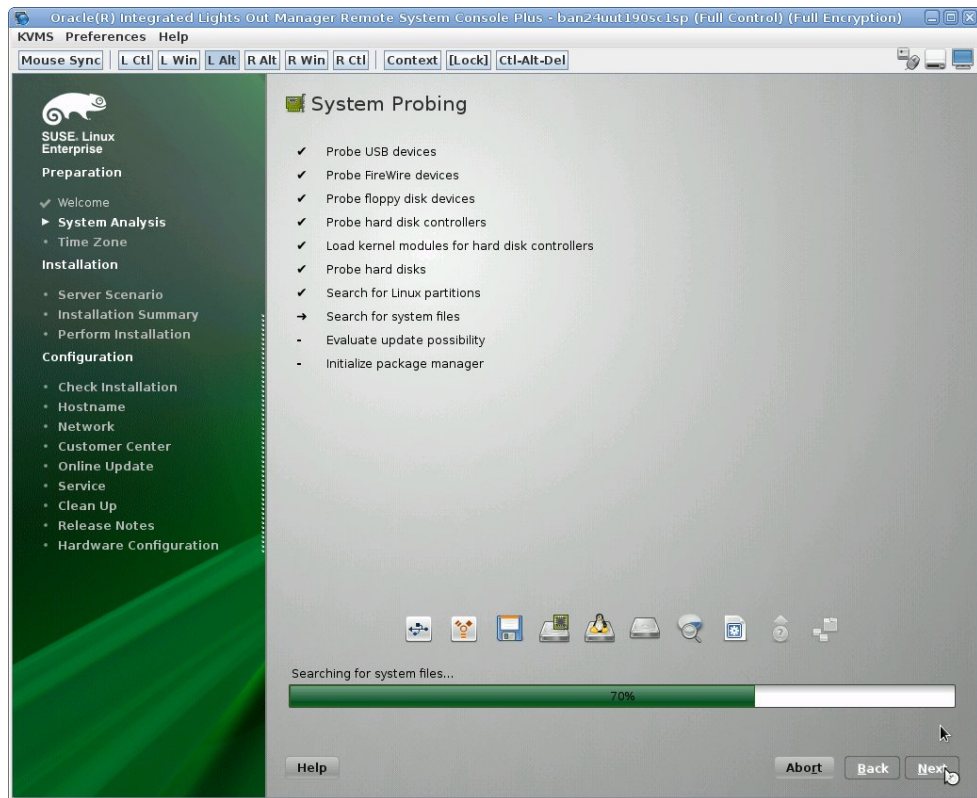 Oracle(R) Integrated Lights Out Manager Remote System Console Plus - ban24uut190sc1sp (Full Control) (Full Encryption)
KVMS Preferences Help
Mouse Sync L Ctl L Win L Alt R Alt R Win R Ctl Context [Lock] Ctl-Alt-Del
SUSE. Linux
Enterprise
Preparation
Welcome
System Analysis
Time Zone
Installation
Server Scenario
Installation Summary
Perform Installation
Configuration
Check Installation
Hostname
Network
Customer Center
Online Update
Service
Clean Up
Release Notes
Hardware Configuration
System Probing
Probe USB devices
Probe FireWire devices
Probe floppy disk devices
Probe hard disk controllers
Load kernel modules for hard disk controllers
Probe hard disks
Search for Linux partitions
Search for system files
Evaluate update possibility
Initialize package manager
Searching for system files...
70%
Help Abort Back Next